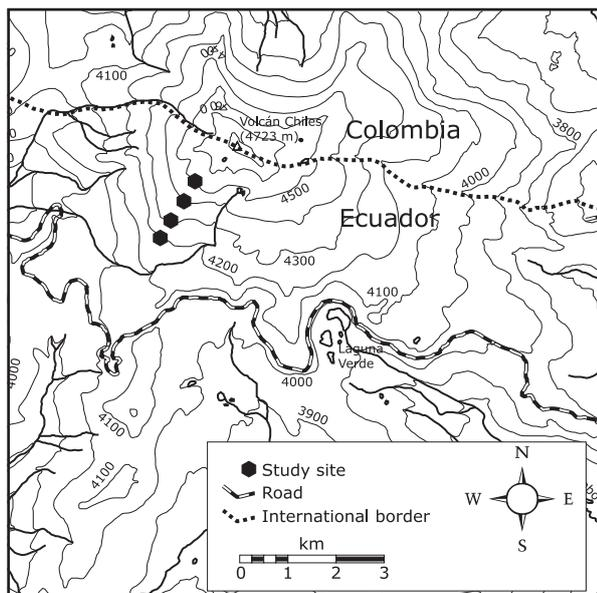 4100
Volcán Chiles
(4723 m)
Colombia
3800
4000
4500
Ecuador
4200
4300
4100
Laguna
Verde
4000
4000
3900
4100
4100
Study site
Road
International border
N
W
E
S
km
0
1
2
3